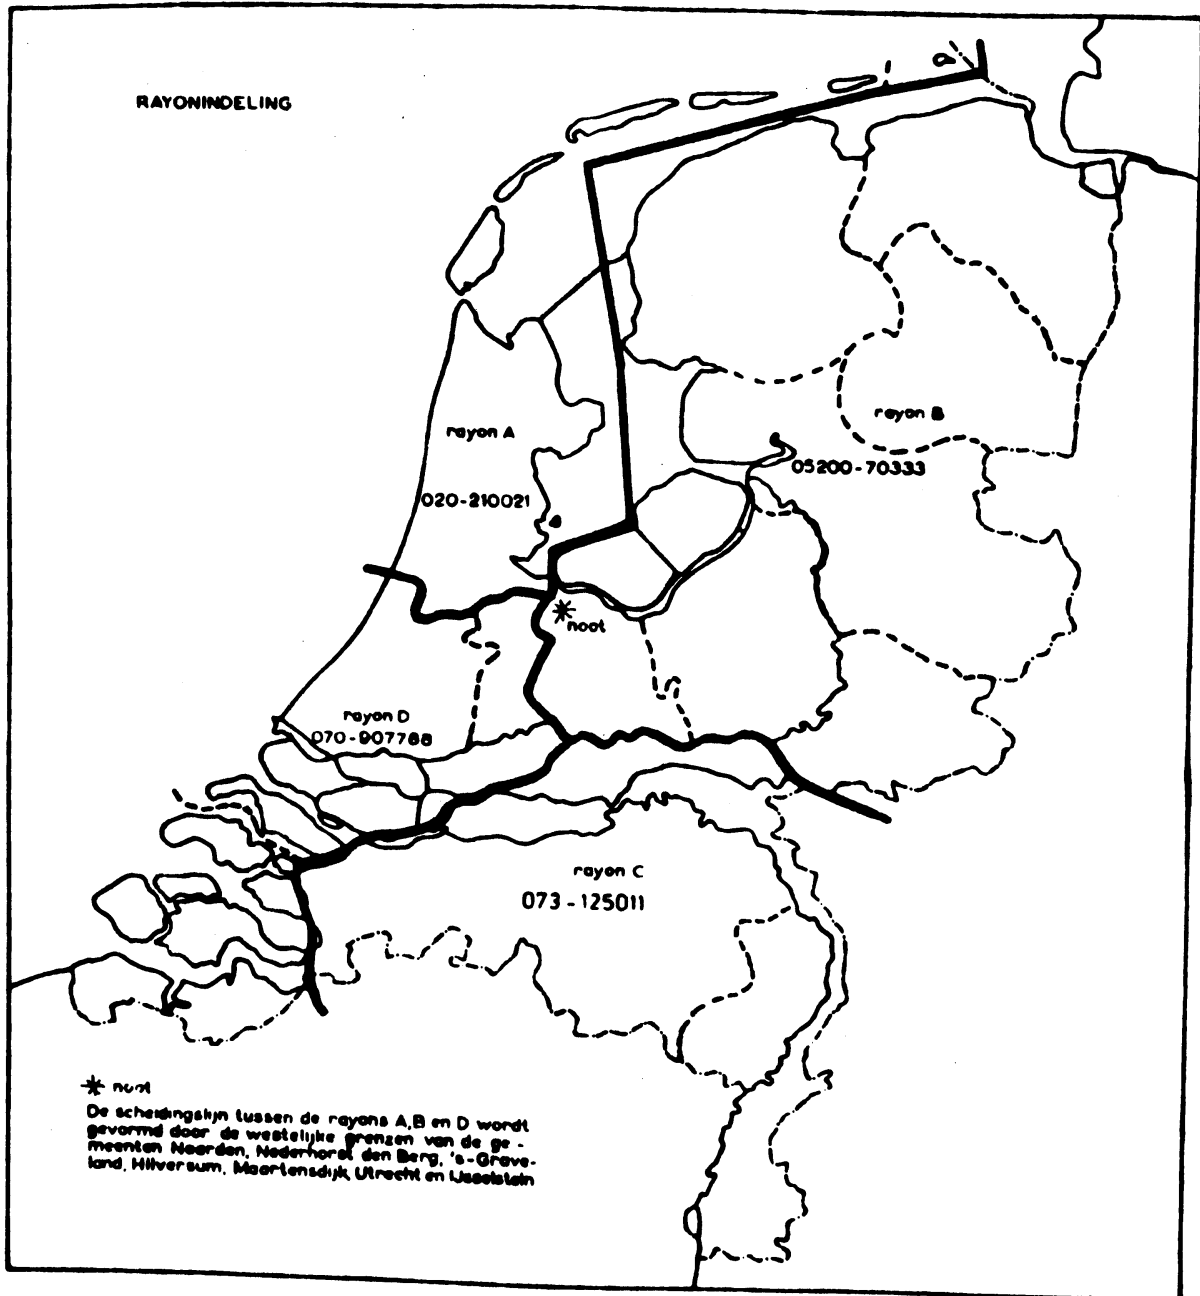 RAYONINDELING
rayon A
rayon B
020-210021
05200-70333
noot
rayon D
070-907788
rayon C
073-125011
* noot
De scheidingslijn tussen de rayons A,B en D wordt
gevormd door de westelijke grenzen van de ge-
meenten Naarden, Nederhorst den Berg, 's-Grave-
land, Hilversum, Maartensdijk, Utrecht en IJsselstein